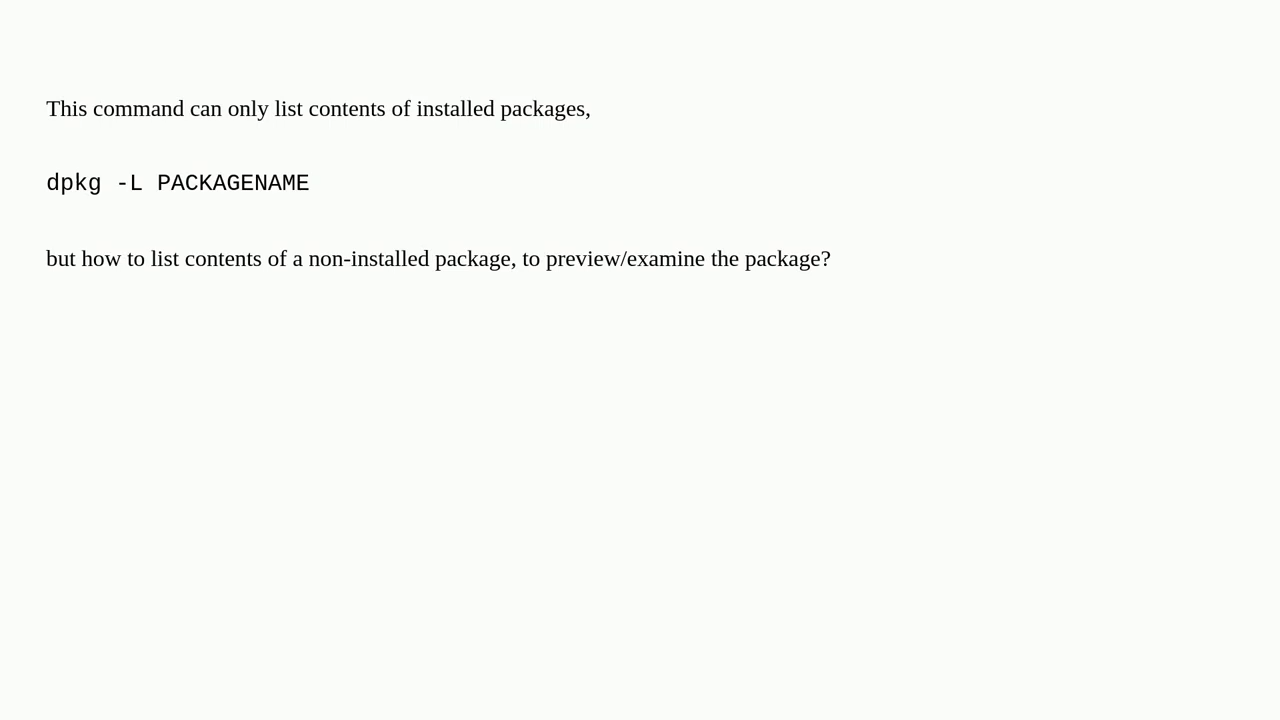 This command can only list contents of installed packages,
dpkg -L PACKAGENAME
but how to list contents of a non-installed package, to preview/examine the package?